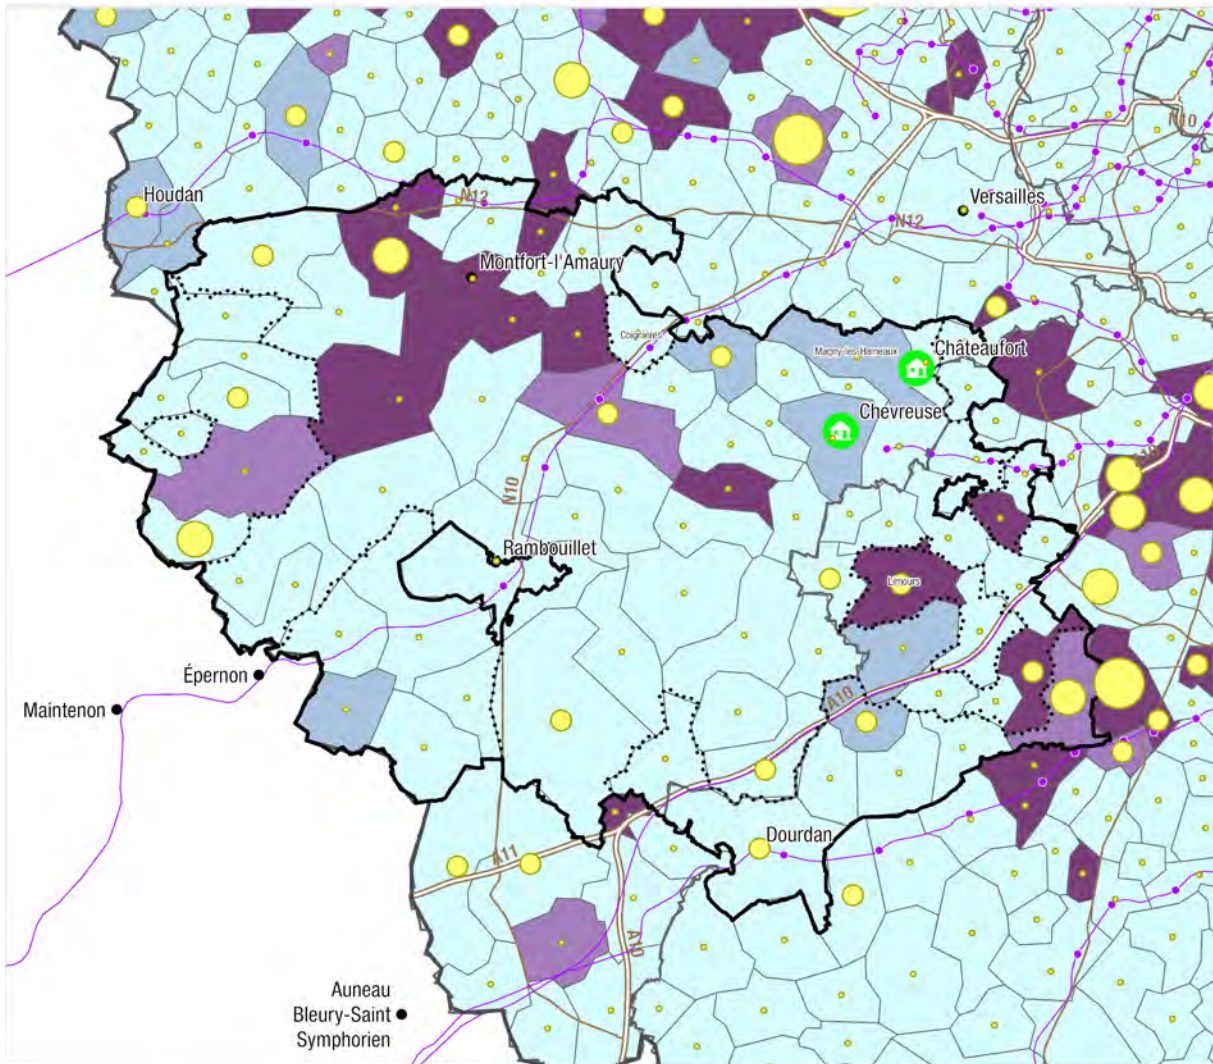 N10
Houdan
N12
Versailles
N12
Montfort-l'Amaury
Coignières
Magny-les-Hameaux
Châteaufort
Chevreuse
A10
N10
Rambouillet
Limours
Épernon
Maintenon
A10
Dourdan
A11
A10
Auneau
Bleury-Saint
Symphorien